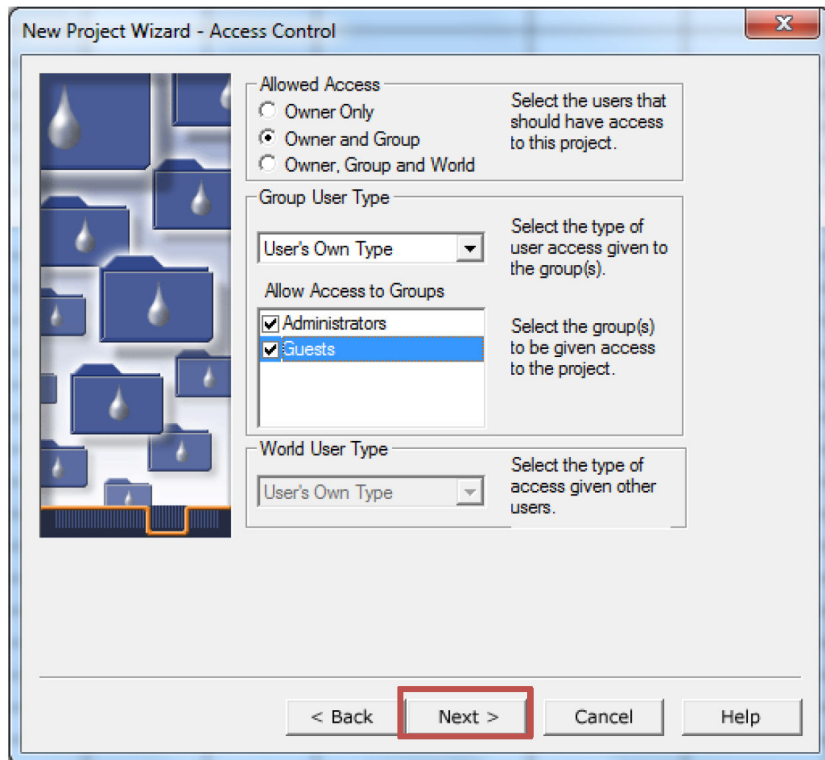 New Project Wizard - Access Control
Allowed Access
Owner Only
Owner and Group
Owner, Group and World
Select the users that
should have access
to this project.
Group User Type
User's Own Type
Select the type of
user access given to
the group(s).
Allow Access to Groups
Administrators
Guests
Select the group(s)
to be given access
to the project.
World User Type
User's Own Type
Select the type of
access given other
users.
< Back
Next >
Cancel
Help